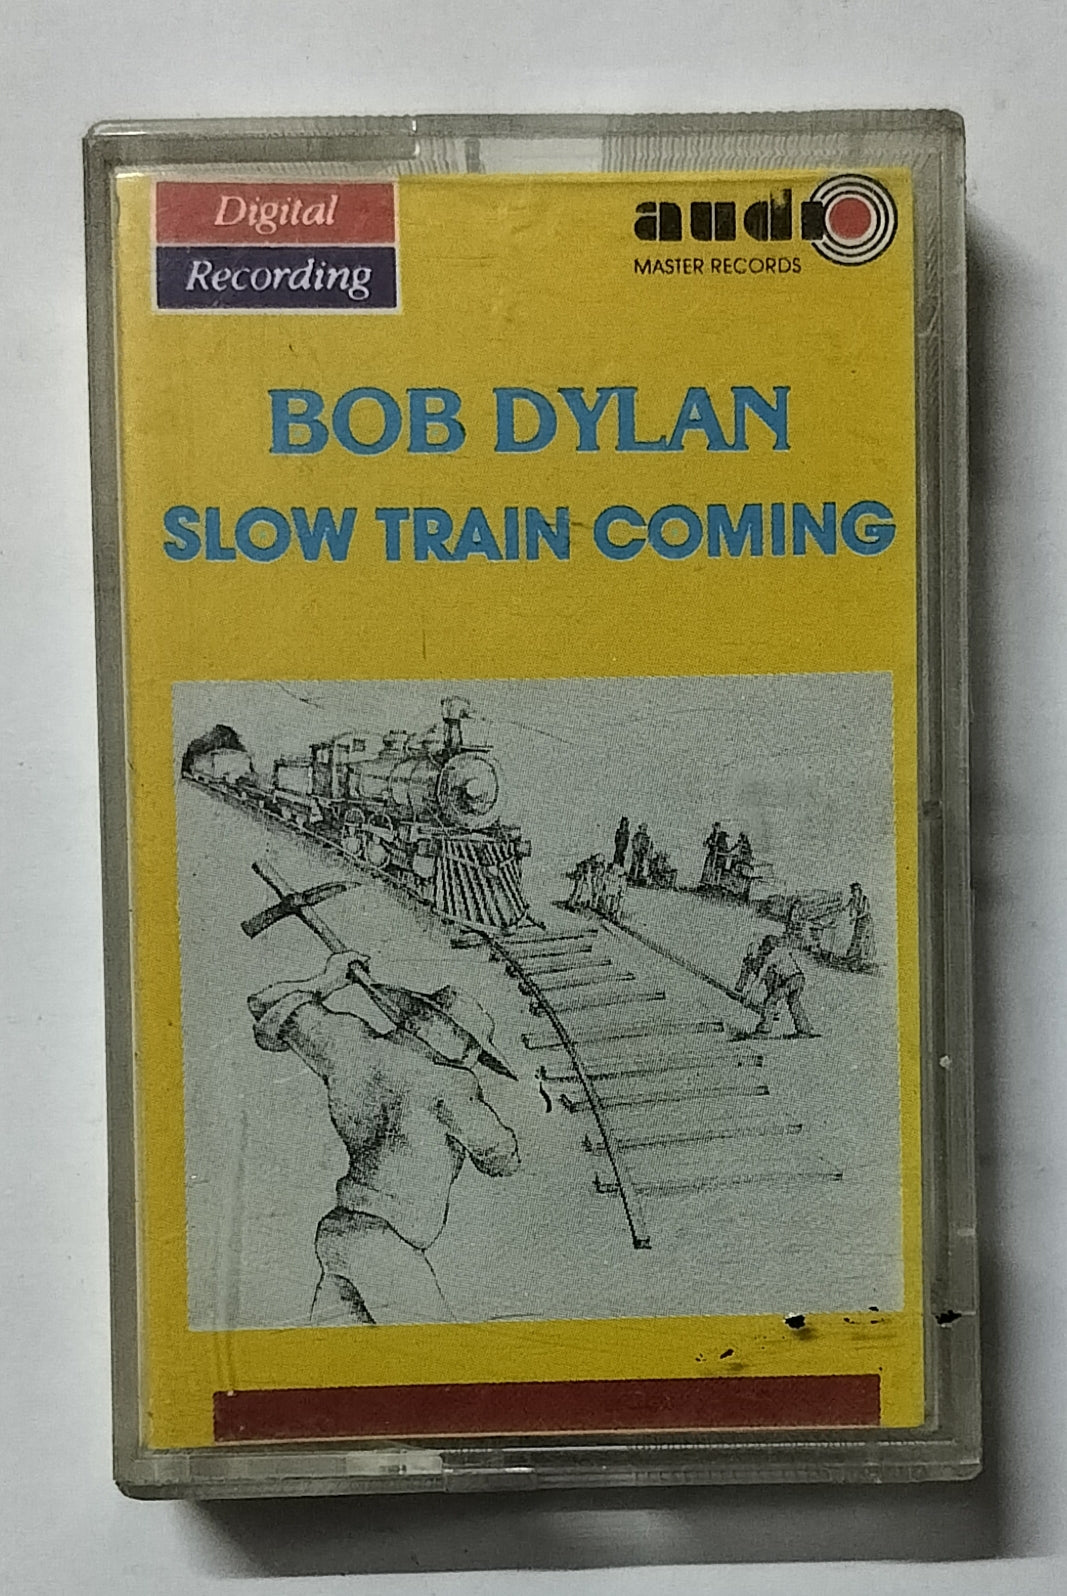 Digital
Recording
audio
MASTER RECORDS
BOB DYLAN
SLOW TRAIN COMING